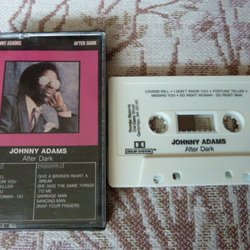 NY ADAMS
AFTER DARK
JOHNNY ADAMS
After Dark
GIVE A BROKEN HEART A
BREAK
SHE SAID THE SAME THINGS
TO ME
GARBAGE MAN
DANCING MAN
SNAP YOUR FINGERS
LOVERS WILL • I DON'T KNOW YOU • FORTUNE TELLER •
MISSING YOU • DO RIGHT WOMAN - DO RIGHT MAN
JOHNNY ADAMS
After Dark